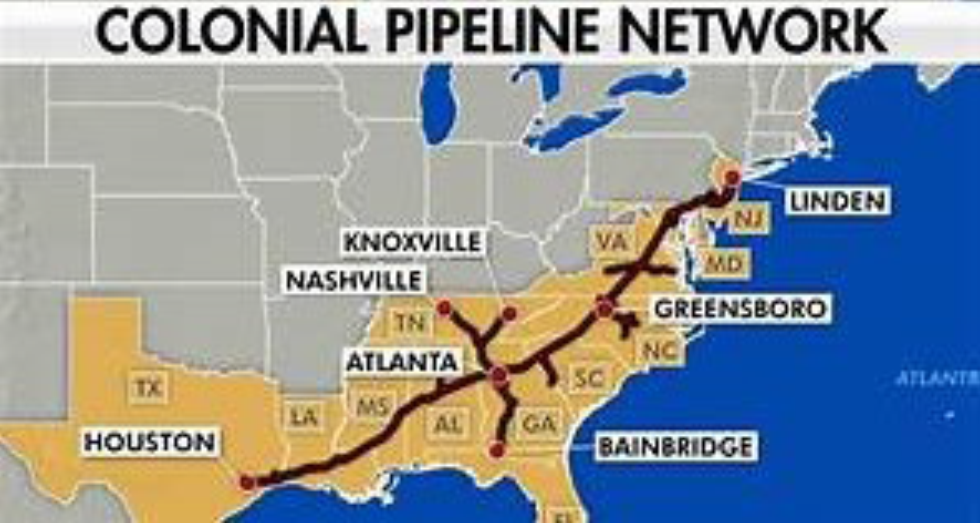 COLONIAL PIPELINE NETWORK
LINDEN
NJ
KNOXVILLE
VA
MD
NASHVILLE
GREENSBORO
TN
NC
ATLANTA
SC
ATLANT
TX
MS
LA
AL
GA
HOUSTON
BAINBRIDGE